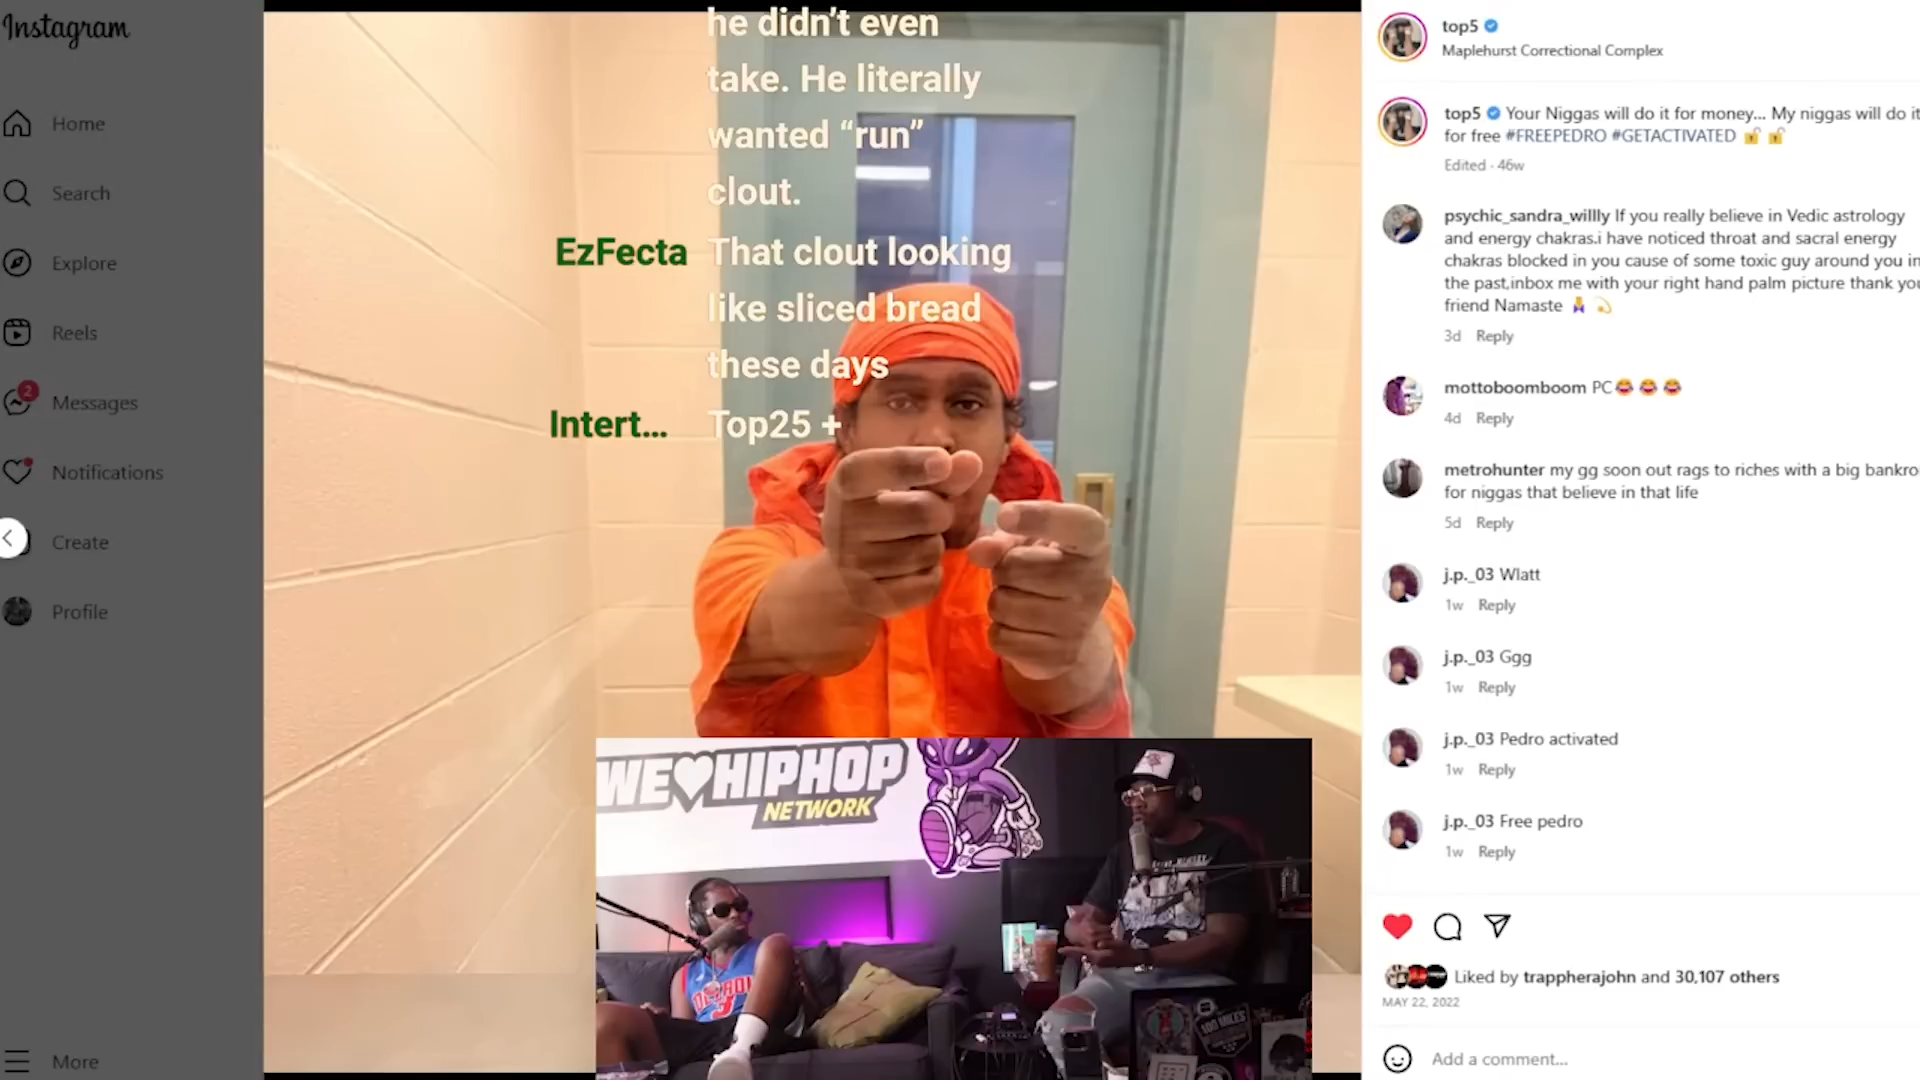 Instagram
Home
Search
Explore
Reels
2
Messages
Notifications
Create
Profile
More
he didn't even
take. He literally
wanted "run"
clout.
EzFecta That clout looking
like sliced bread
these days
Intert... Top25 +
WE HIPHOP
NETWORK
DETROIT
3
100 MILES
top5
Maplehurst Correctional Complex
top5 Your Niggas will do it for money... My niggas will do it
for free #FREEPEDRO #GETACTIVATED
Edited · 46w
psychic_sandra_willly If you really believe in Vedic astrology
and energy chakras.i have noticed throat and sacral energy
chakras blocked in you cause of some toxic guy around you in
the past,inbox me with your right hand palm picture thank you
friend Namaste
3d Reply
mottoboomboom PC
4d Reply
metrohunter my gg soon out rags to riches with a big bankro
for niggas that believe in that life
5d Reply
j.p._03 Wlatt
1w Reply
j.p._03 Ggg
1w Reply
j.p._03 Pedro activated
1w Reply
j.p._03 Free pedro
1w Reply
Liked by trappherajohn and 30,107 others
MAY 22, 2022
Add a comment...